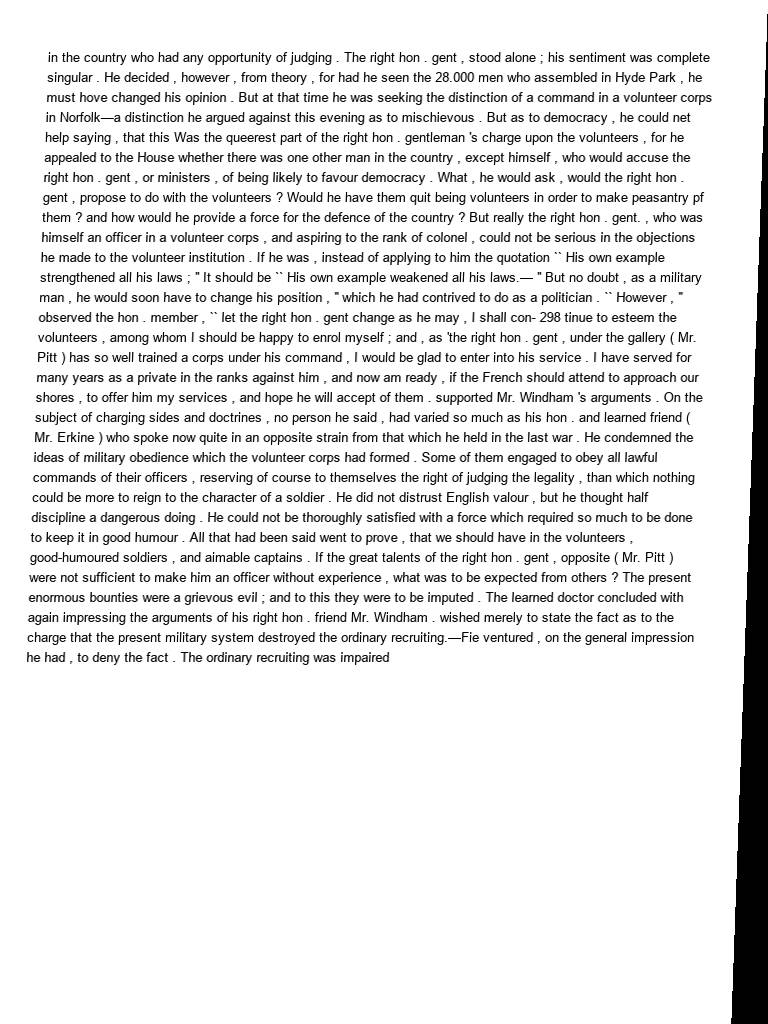 in the country who had any opportunity of judging . The right hon . gent , stood alone ; his sentiment was complete
singular . He decided , however , from theory , for had he seen the 28.000 men who assembled in Hyde Park , he
must hove changed his opinion . But at that time he was seeking the distinction of a command in a volunteer corps
in Norfolk—a distinction he argued against this evening as to mischievous . But as to democracy , he could net
help saying , that this Was the queerest part of the right hon . gentleman 's charge upon the volunteers , for he
appealed to the House whether there was one other man in the country , except himself , who would accuse the
right hon . gent , or ministers , of being likely to favour democracy . What , he would ask , would the right hon .
gent , propose to do with the volunteers ? Would he have them quit being volunteers in order to make peasantry pf
them ? and how would he provide a force for the defence of the country ? But really the right hon . gent. , who was
himself an officer in a volunteer corps , and aspiring to the rank of colonel , could not be serious in the objections
he made to the volunteer institution . If he was , instead of applying to him the quotation `` His own example
strengthened all his laws ; " It should be `` His own example weakened all his laws.— " But no doubt , as a military
man , he would soon have to change his position , " which he had contrived to do as a politician . `` However , "
observed the hon . member , `` let the right hon . gent change as he may , I shall con- 298 tinue to esteem the
volunteers , among whom I should be happy to enrol myself ; and , as 'the right hon . gent , under the gallery ( Mr.
Pitt ) has so well trained a corps under his command , I would be glad to enter into his service . I have served for
many years as a private in the ranks against him , and now am ready , if the French should attend to approach our
shores , to offer him my services , and hope he will accept of them . supported Mr. Windham 's arguments . On the
subject of charging sides and doctrines , no person he said , had varied so much as his hon . and learned friend (
Mr. Erkine ) who spoke now quite in an opposite strain from that which he held in the last war . He condemned the
ideas of military obedience which the volunteer corps had formed . Some of them engaged to obey all lawful
commands of their officers , reserving of course to themselves the right of judging the legality , than which nothing
could be more to reign to the character of a soldier . He did not distrust English valour , but he thought half
discipline a dangerous doing . He could not be thoroughly satisfied with a force which required so much to be done
to keep it in good humour . All that had been said went to prove , that we should have in the volunteers ,
good-humoured soldiers , and aimable captains . If the great talents of the right hon . gent , opposite ( Mr. Pitt )
were not sufficient to make him an officer without experience , what was to be expected from others ? The present
enormous bounties were a grievous evil ; and to this they were to be imputed . The learned doctor concluded with
again impressing the arguments of his right hon . friend Mr. Windham . wished merely to state the fact as to the
charge that the present military system destroyed the ordinary recruiting.—Fie ventured , on the general impression
he had , to deny the fact . The ordinary recruiting was impaired